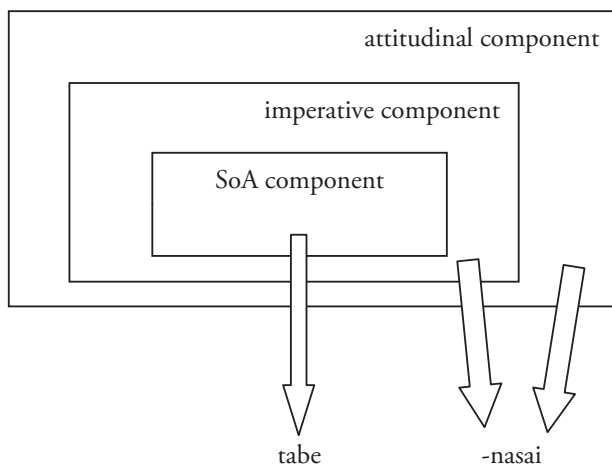 attitudinal component
imperative component
SoA component
tabe -nasai